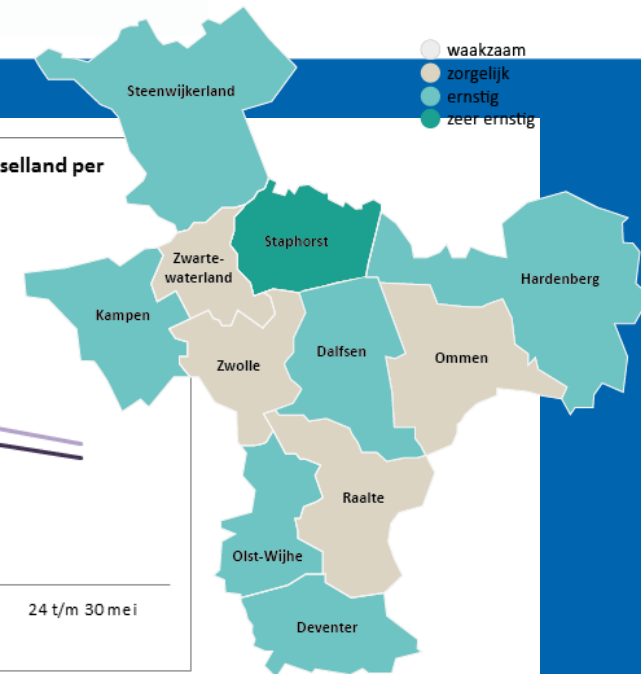 waakzaam
zorgelijk
ernstig
zeer ernstig
Steenwijkerland
selland per
Staphorst
Zwarte-
waterland
Hardenberg
Kampen
Dalfsen
Ommen
Zwolle
Raalte
Olst-Wijhe
24 t/m 30 mei
Deventer